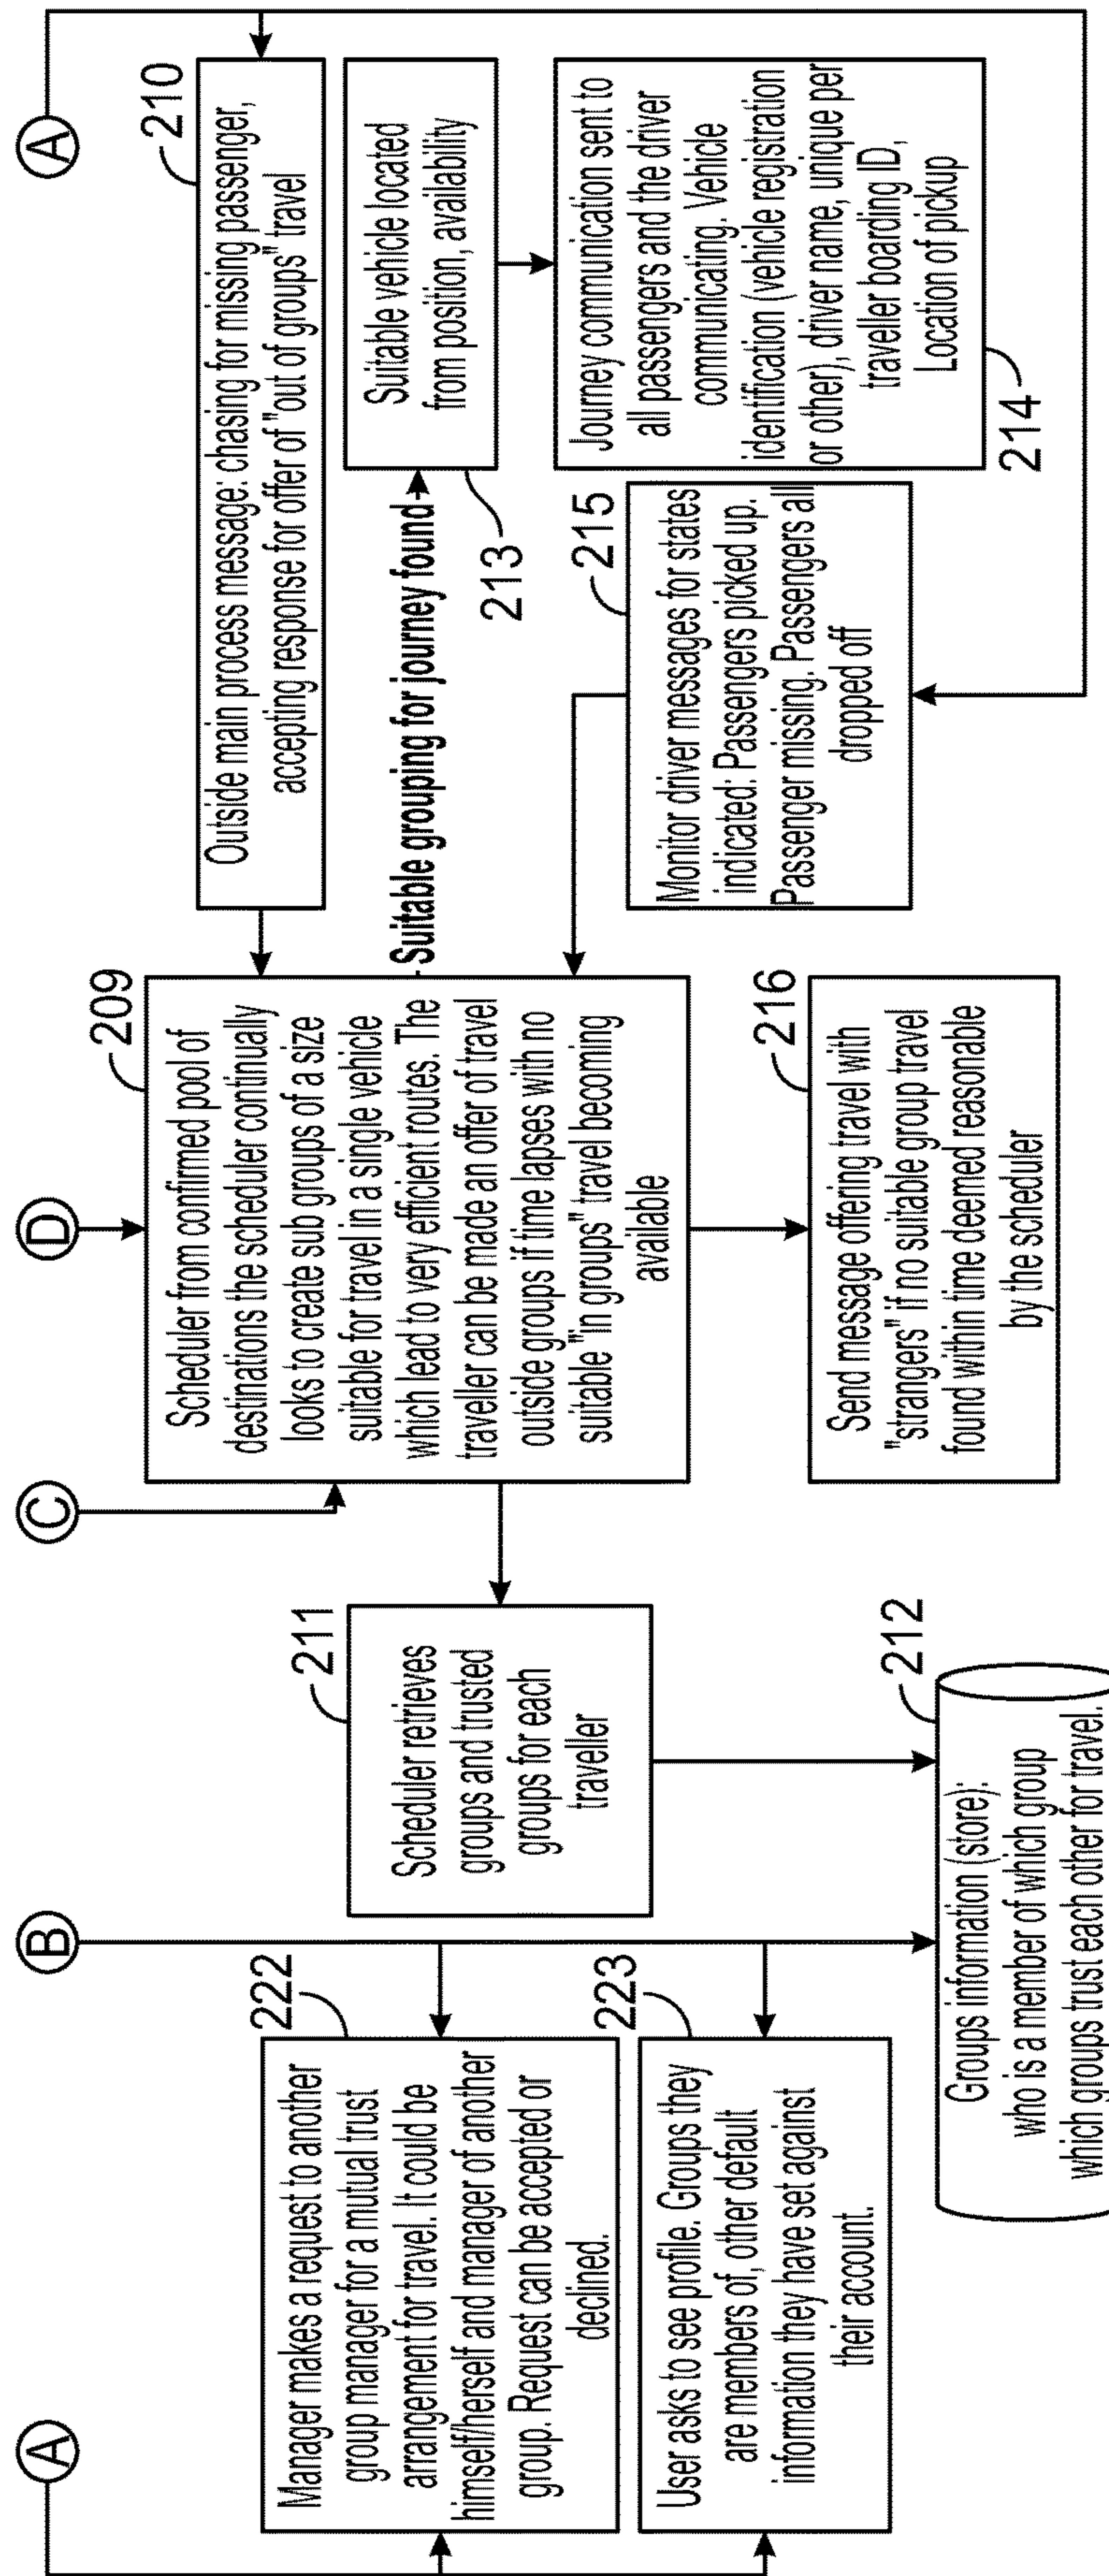 A
B
C
D
A
222
Manager makes a request to another
group manager for a mutual trust
arrangement for travel. It could be
himself/herself and manager of another
group. Request can be accepted or
declined.
223
User asks to see profile. Groups they
are members of, other default
information they have set against
their account.
211
Scheduler retrieves
groups and trusted
groups for each
traveller
212
Groups information (store):
who is a member of which group
which groups trust each other for travel.
209
Scheduler from confirmed pool of
destinations the scheduler continually
looks to create sub groups of a size
suitable for travel in a single vehicle
which lead to very efficient routes. The
traveller can be made an offer of travel
outside groups if time lapses with no
suitable "in groups" travel becoming
available
216
Send message offering travel with
"strangers" if no suitable group travel
found within time deemed reasonable
by the scheduler
210
Outside main process message: chasing for missing passenger,
accepting response for offer of "out of groups" travel
Suitable grouping for journey found
213
Suitable vehicle located
from position, availability
215
Monitor driver messages for states
indicated: Passengers picked up.
Passenger missing. Passengers all
dropped off
214
Journey communication sent to
all passengers and the driver
communicating. Vehicle
identification (vehicle registration
or other), driver name, unique per
traveller boarding ID,
Location of pickup